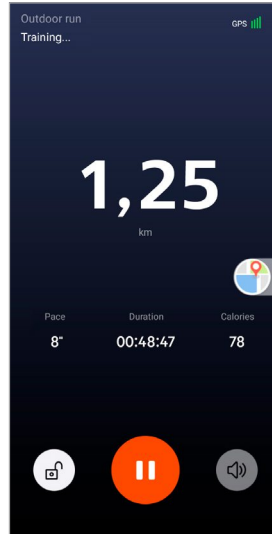 Outdoor run
GPS
Training...
1,25
km
Pace
Duration
Calories
8"
00:48:47
78